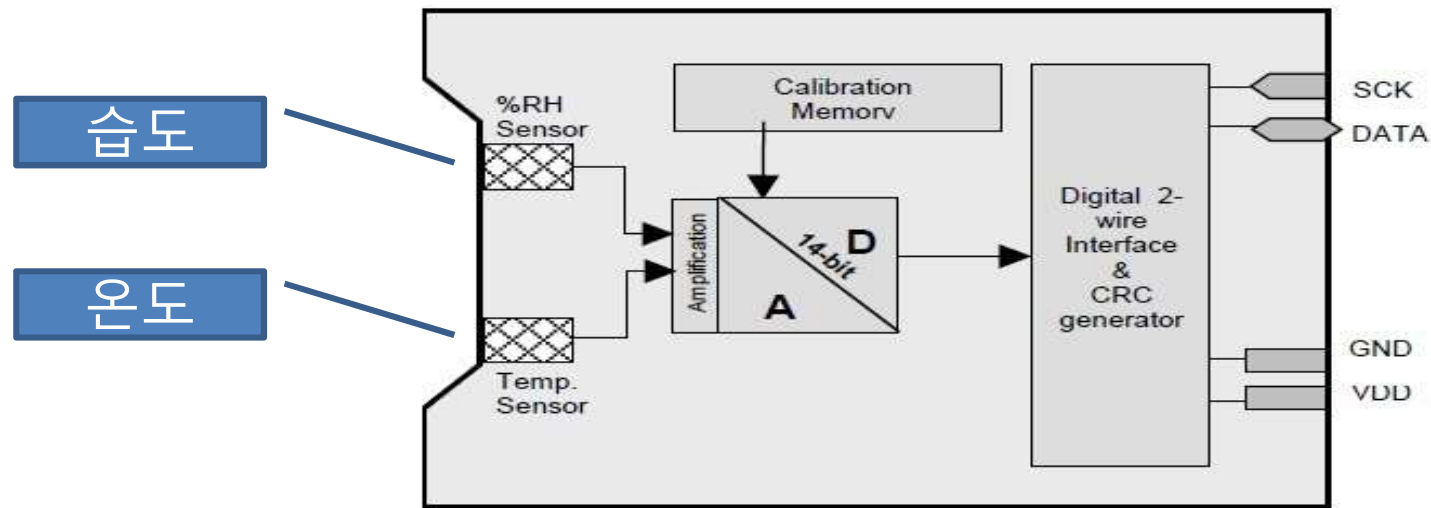 습도
온도
%RH
Sensor
Temp.
Sensor
Calibration
Memory
Amplification
14-bit
D
A
Digital 2-
wire
Interface
&
CRC
generator
SCK
DATA
GND
VDD